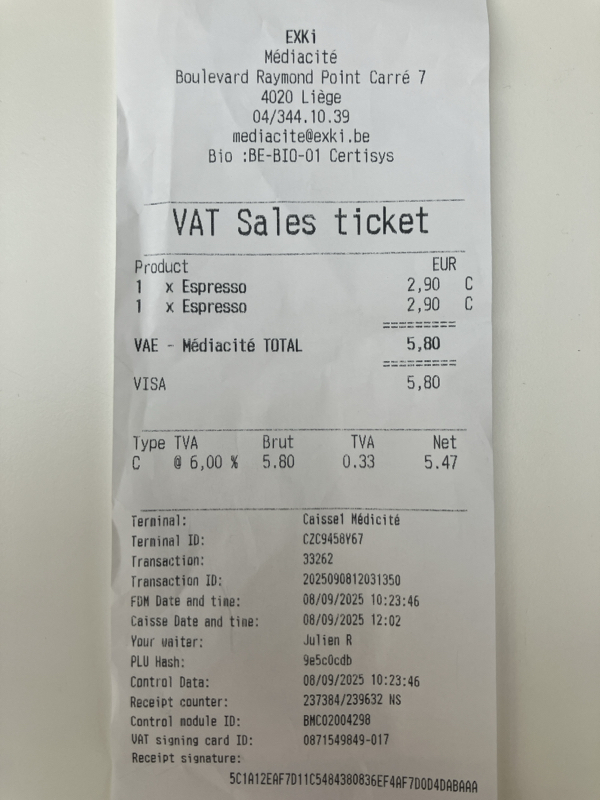 EXKi
Médiacité
Boulevard Raymond Point Carré 7
4020 Liège
04/344.10.39
mediacite@exki.be
Bio :BE-BIO-01 Certisys
VAT Sales ticket
Product EUR
1 x Espresso 2,90 C
1 x Espresso 2,90 C
=========
VAE - Médiacité TOTAL 5,80
=========
VISA 5,80
Type TVA Brut TVA Net
C @ 6,00 % 5.80 0.33 5.47
Terminal: Caisse1 Médicité
Terminal ID: CZC9458Y67
Transaction: 33262
Transaction ID: 2025090812031350
FDM Date and time: 08/09/2025 10:23:46
Caisse Date and time: 08/09/2025 12:02
Your waiter: Julien R
PLU Hash: 9e5c0cdb
Control Data: 08/09/2025 10:23:46
Receipt counter: 237384/239632 NS
Control module ID: BMC02004298
VAT signing card ID: 0871549849-017
Receipt signature:
5C1A12EAF7D11C5484380836EF4AF7D0D4DABAAA